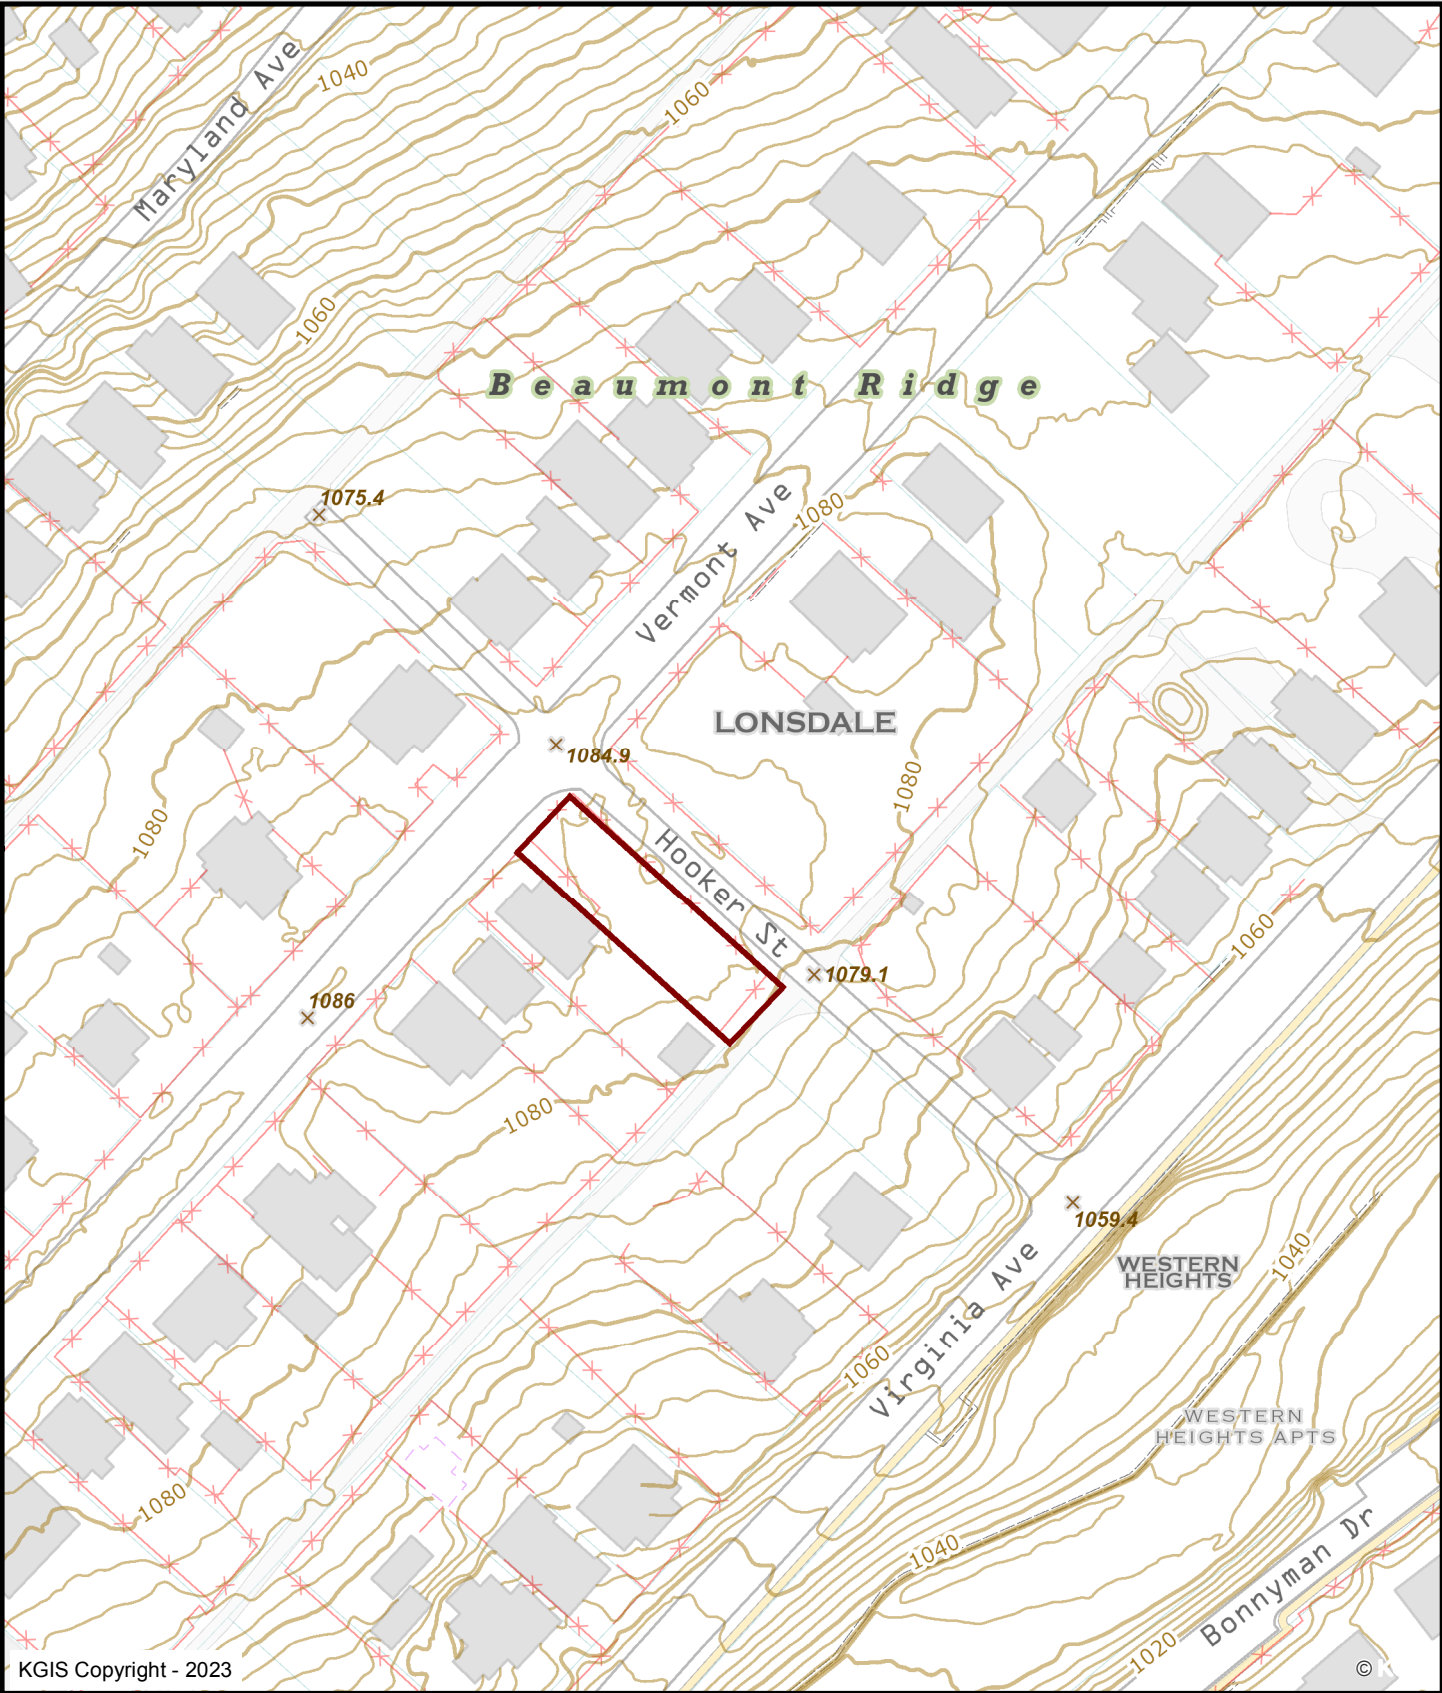 Maryland Ave
1040
1060
1060
Beaumont Ridge
1075.4
1080
Vermont Ave
LONSDALE
1084.9
1080
1080
Hooker St
1079.1
1060
1086
1080
1059.4
WESTERN
HEIGHTS
1040
Virginia Ave
1060
WESTERN
HEIGHTS APTS
1080
1040
Bonnyman Dr
1020
KGIS Copyright - 2023
©